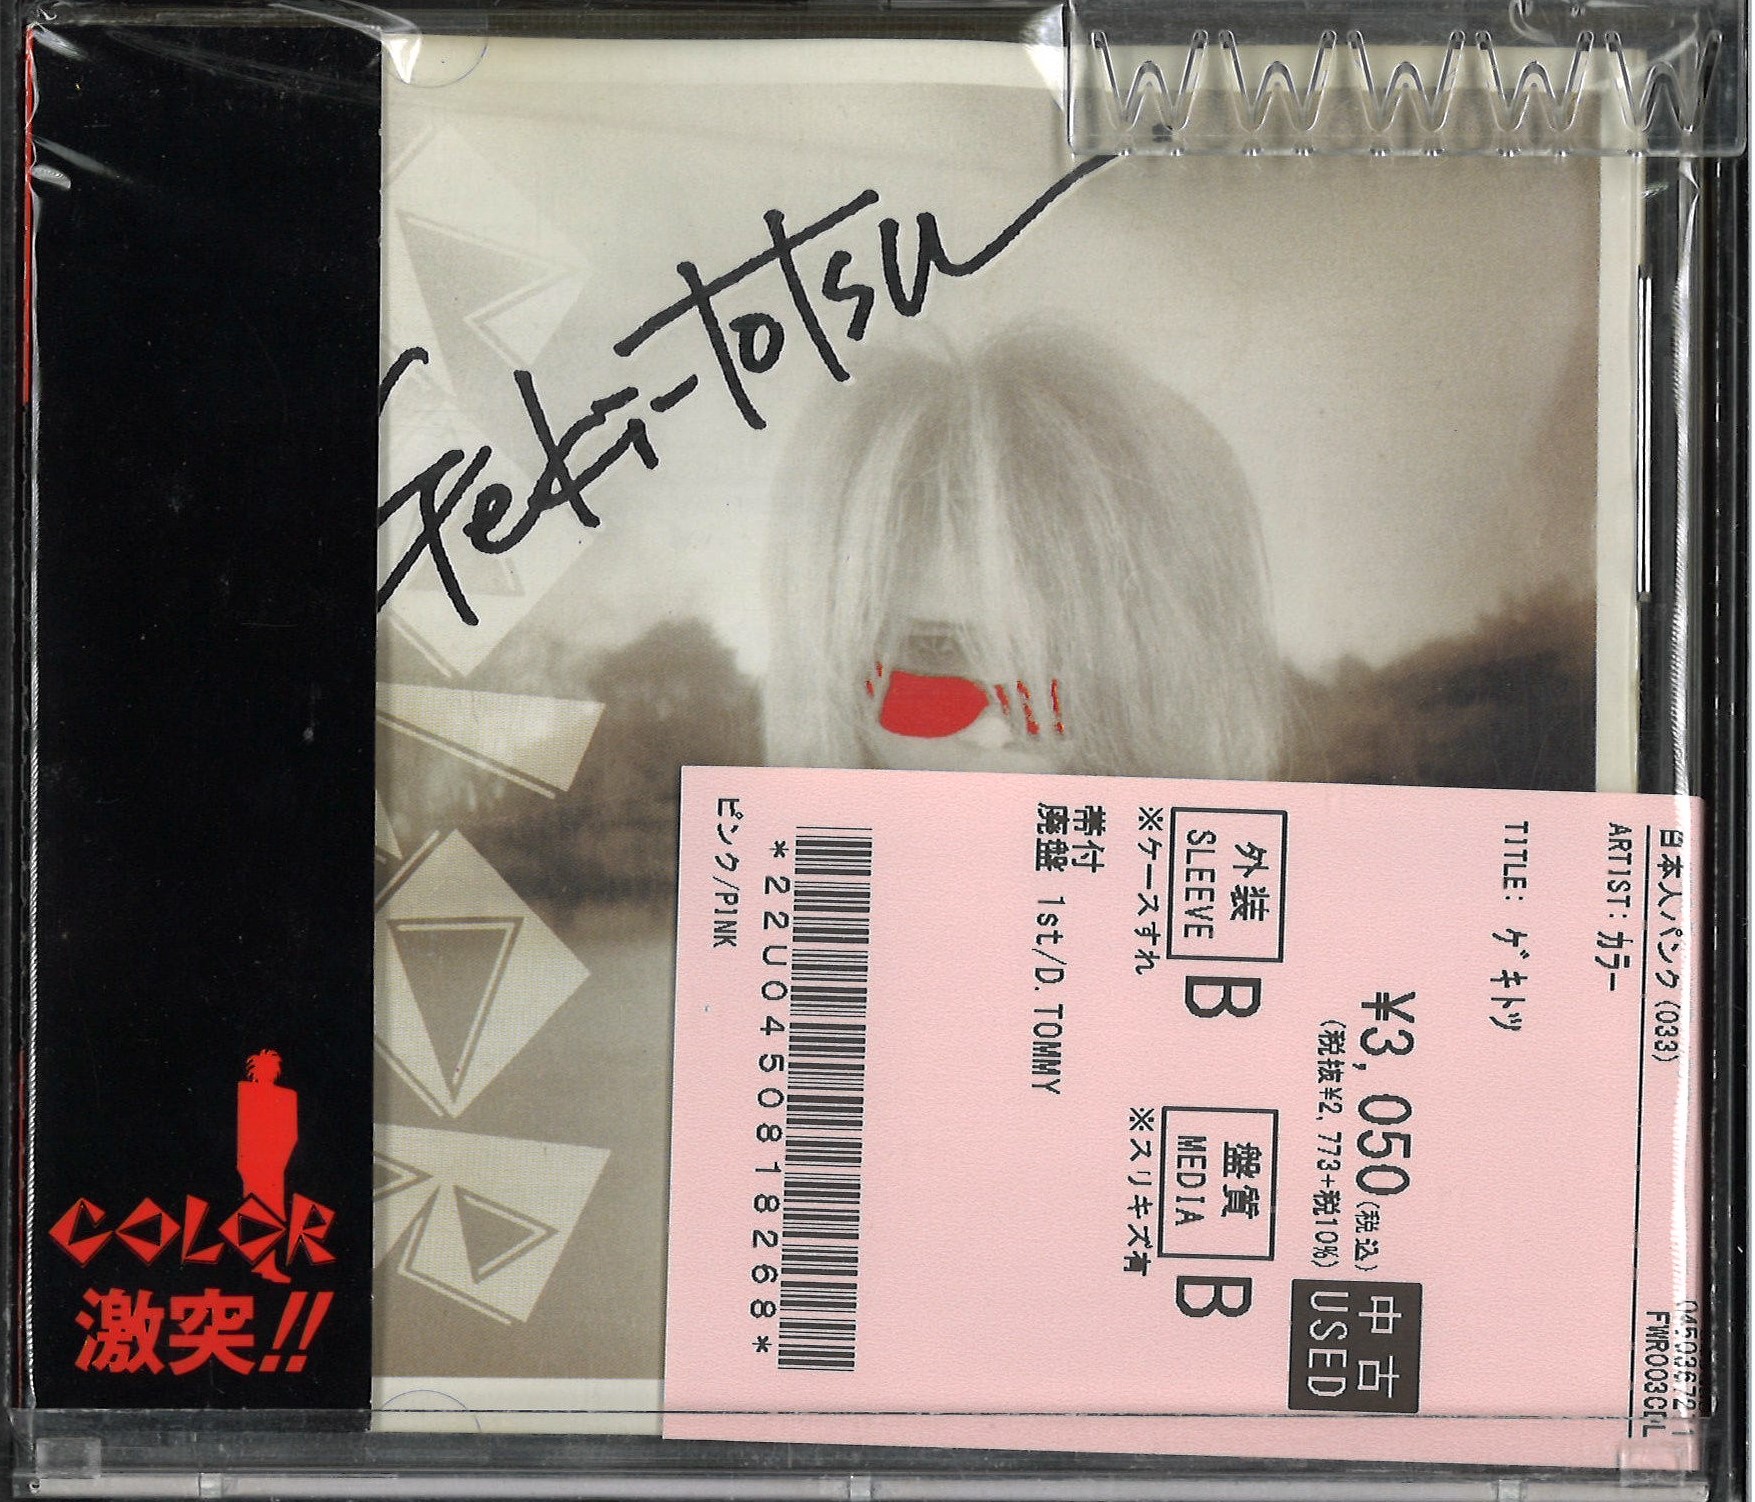 Geki-Totsu
COLOR
激突!!
日本人パンク(033)
FWR003CDL
ARTIST:カラー
TITLE: ゲキトツ
¥3,050(税込)
(税抜¥2,773+税10%)
中古
USED
外装
SLEEVE
B
※ケースすれ
盤質
MEDIA
B
※スリキズ有
帯付
廃盤 1st/D.TOMMY
*22U0450818268*
ピンク/PINK